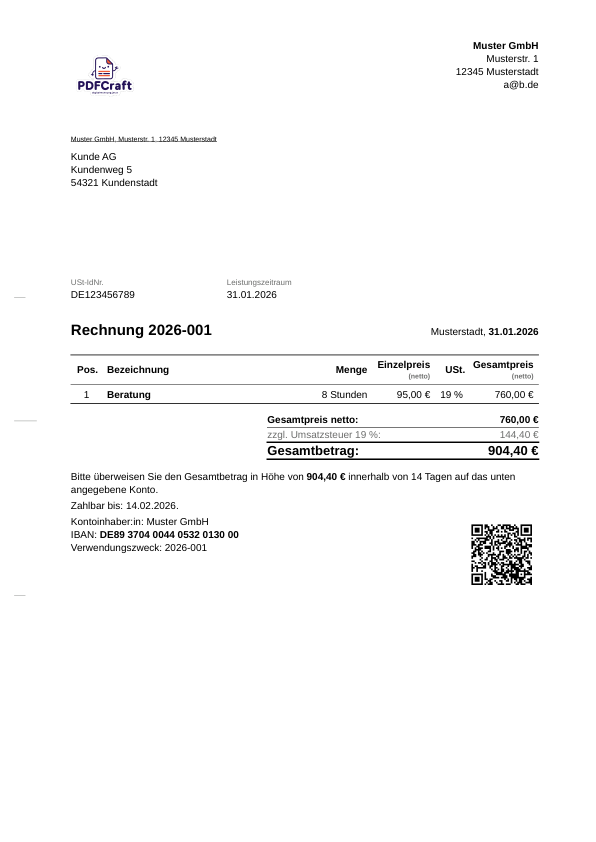 Muster GmbH
Musterstr. 1
12345 Musterstadt
a@b.de
PDFCraft
Muster GmbH, Musterstr. 1, 12345 Musterstadt
Kunde AG
Kundenweg 5
54321 Kundenstadt
USt-IdNr. Leistungszeitraum
DE123456789 31.01.2026
Rechnung 2026-001 Musterstadt, 31.01.2026
Pos. Bezeichnung Menge Einzelpreis (netto) USt. Gesamtpreis (netto)
1 Beratung 8 Stunden 95,00 € 19 % 760,00 €
Gesamtpreis netto: 760,00 €
zzgl. Umsatzsteuer 19 %: 144,40 €
Gesamtbetrag: 904,40 €
Bitte überweisen Sie den Gesamtbetrag in Höhe von 904,40 € innerhalb von 14 Tagen auf das unten
angegebene Konto.
Zahlbar bis: 14.02.2026.
Kontoinhaber:in: Muster GmbH
IBAN: DE89 3704 0044 0532 0130 00
Verwendungszweck: 2026-001